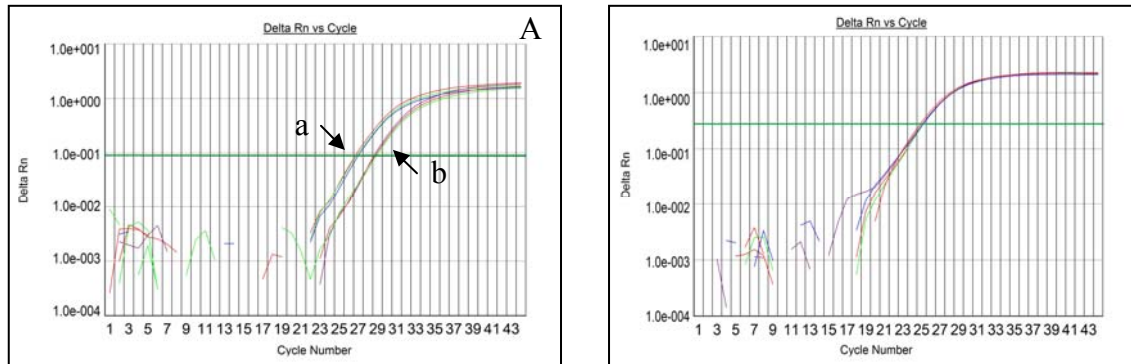 Delta Rn vs Cycle
A
1.0e+001
1.0e+000
1.0e-001
1.0e-002
1.0e-003
1.0e-004
Delta Rn
a
b
1 3 5 7 9 11 13 15 17 19 21 23 25 27 29 31 33 35 37 39 41 43
Cycle Number
Delta Rn vs Cycle
1.0e+001
1.0e+000
1.0e-001
1.0e-002
1.0e-003
1.0e-004
Delta Rn
1 3 5 7 9 11 13 15 17 19 21 23 25 27 29 31 33 35 37 39 41 43
Cycle Number